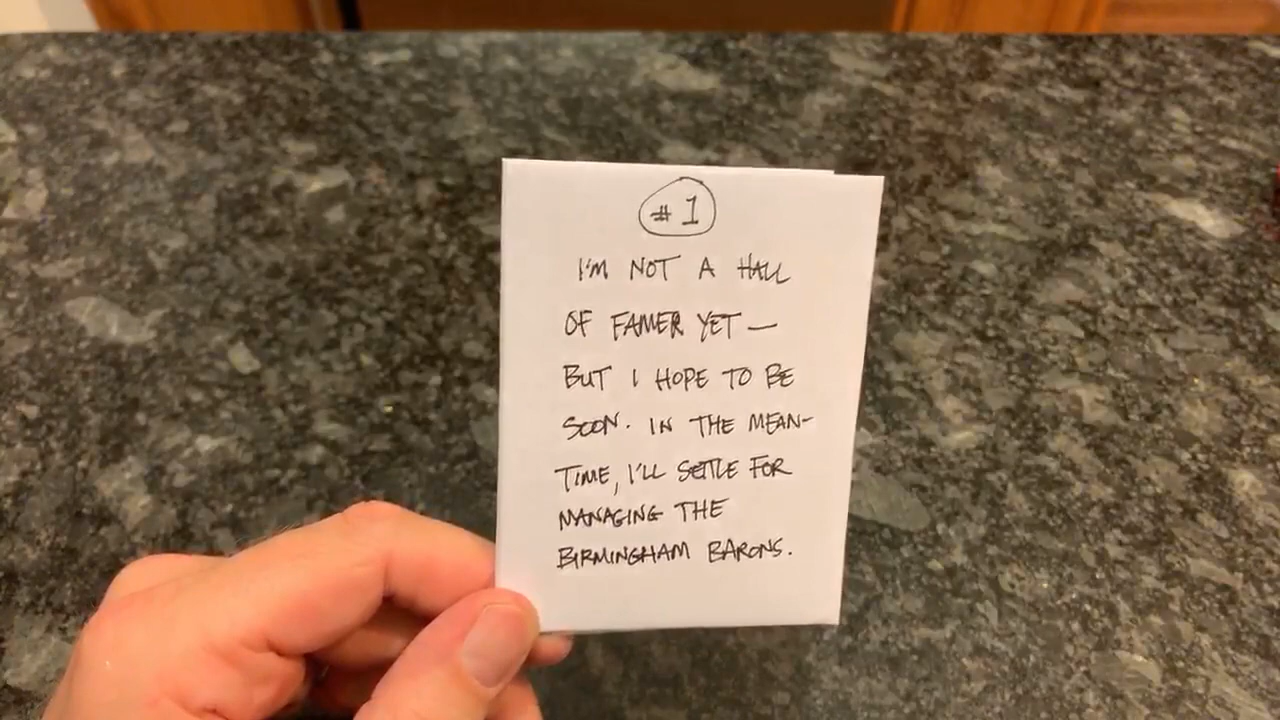 #1
I'M NOT A HALL
OF FAMER YET —
BUT I HOPE TO BE
SOON. IN THE MEAN-
TIME, I'LL SETTLE FOR
MANAGING THE
BIRMINGHAM BARONS.